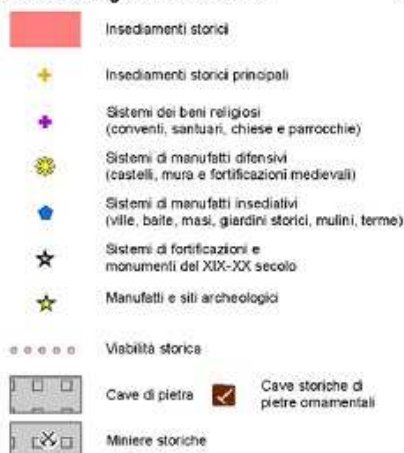 Insediamenti storici
Insediamenti storici principali
Sistemi dei beni religiosi
(conventi, santuari, chiese e parrocchie)
Sistemi di manufatti difensivi
(castelli, mura e fortificazioni medievali)
Sistemi di manufatti insediativi
(ville, baite, masi, giardini storici, mulini, terme)
Sistemi di fortificazioni e
monumenti del XIX-XX secolo
Manufatti e siti archeologici
Viabilità storica
Cave di pietra
Cave storiche di
pietre ornamentali
Miniere storiche